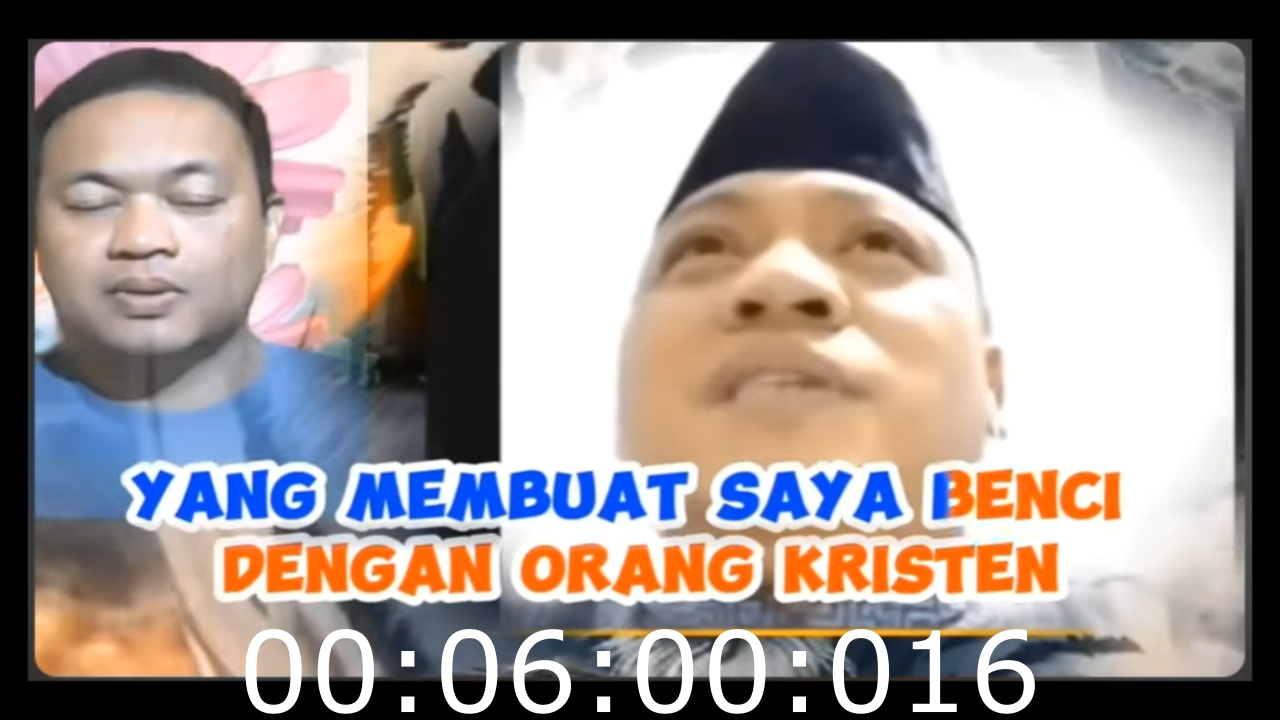 YANG MEMBUAT SAYA BENCI
DENGAN ORANG KRISTEN
00:06:00:016